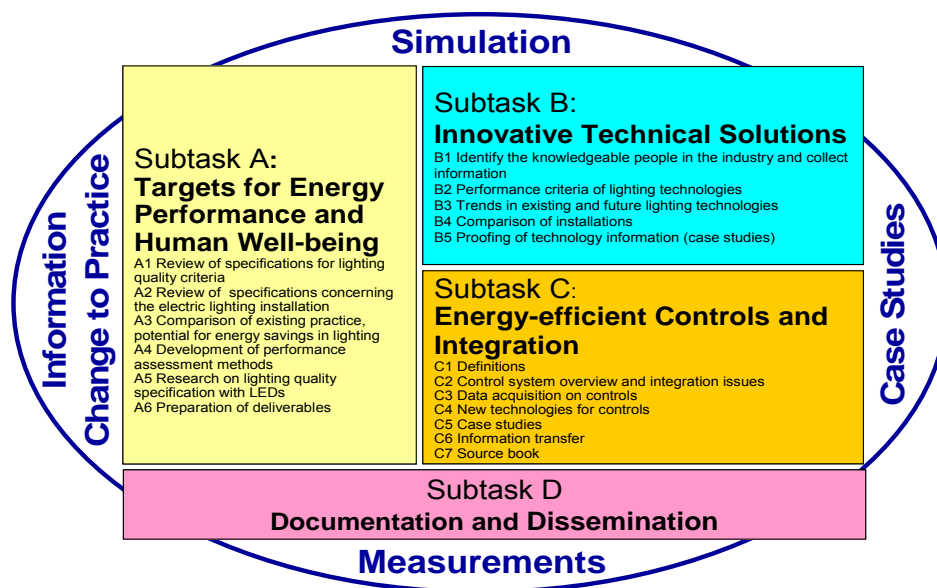 Simulation
Information
Change to Practice
Subtask A:
Targets for Energy
Performance and
Human Well-being
A1 Review of specifications for lighting
quality criteria
A2 Review of specifications concerning
the electric lighting installation
A3 Comparison of existing practice,
potential for energy savings in lighting
A4 Development of performance
assessment methods
A5 Research on lighting quality
specification with LEDs
A6 Preparation of deliverables
Subtask B:
Innovative Technical Solutions
B1 Identify the knowledgeable people in the industry and collect
information
B2 Performance criteria of lighting technologies
B3 Trends in existing and future lighting technologies
B4 Comparison of installations
B5 Proofing of technology information (case studies)
Subtask C:
Energy-efficient Controls and
Integration
C1 Definitions
C2 Control system overview and integration issues
C3 Data acquisition on controls
C4 New technologies for controls
C5 Case studies
C6 Information transfer
C7 Source book
Case Studies
Subtask D
Documentation and Dissemination
Measurements